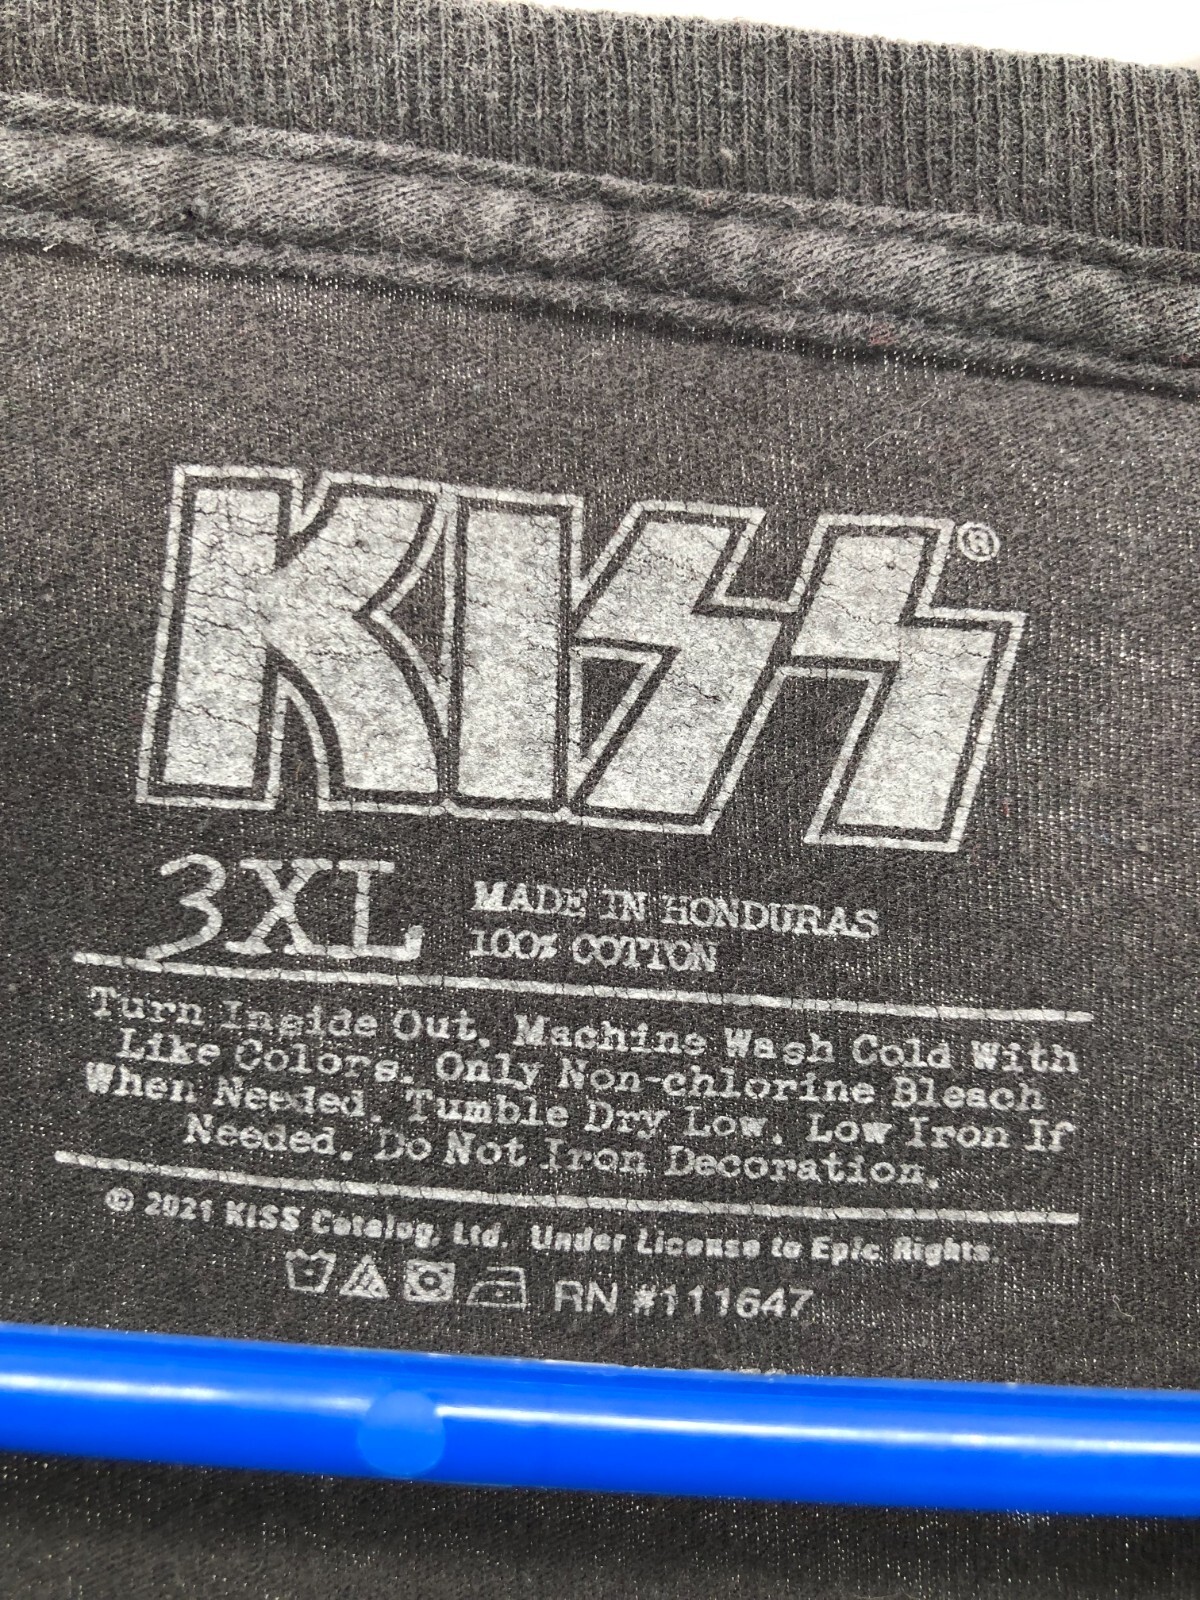 KISS®
3XL
MADE IN HONDURAS
100% COTTON
Turn Inside Out. Machine Wash Cold With
Like Colors. Only Non-chlorine Bleach
When Needed. Tumble Dry Low. Low Iron If
Needed. Do Not Iron Decoration.
© 2021 KISS Catalog, Ltd. Under License to Epic Rights.
RN #111647